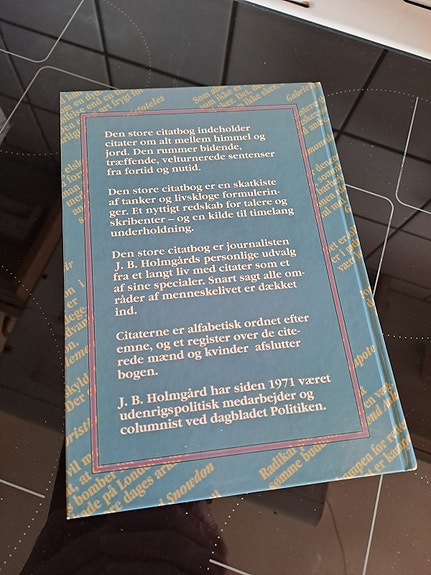 Den store citatbog indeholder
citater om alt mellem himmel og
jord. Den rummer bidende,
træffende, velturnerede sentenser
fra fortid og nutid.
Den store citatbog er en skatkiste
af tanker og livskloge formulerin-
ger. Et nyttigt redskab for talere og
skribenter – og en kilde til timelang
underholdning.
Den store citatbog er journalisten
J. B. Holmgårds personlige udvalg
fra et langt liv med citater som et
af sine specialer. Snart sagt alle om-
råder af menneskelivet er dækket
ind.
Citaterne er alfabetisk ordnet efter
emne, og et register over de cite-
rede mænd og kvinder afslutter
bogen.
J. B. Holmgård har siden 1971 været
udenrigspolitisk medarbejder og
columnist ved dagbladet Politiken.
Snowdon
Radikal